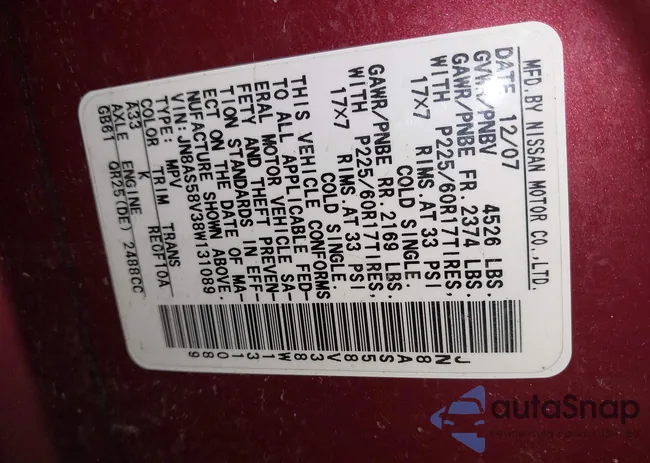 MFD.BY NISSAN MOTOR CO.,LTD.
DATE 12/07
GVWR/PNBV 4526 LBS.
GAWR/PNBE FR. 2374 LBS.
WITH P225/60R17TIRES,
17X7 RIMS.AT 33 PSI
COLD SINGLE.
GAWR/PNBE RR. 2169 LBS.
WITH P225/60R17TIRES,
17X7 RIMS.AT 33 PSI
COLD SINGLE.
THIS VEHICLE CONFORMS
TO ALL APPLICABLE FED-
ERAL MOTOR VEHICLE SA-
FETY AND THEFT PREVEN-
TION STANDARDS IN EFF-
ECT ON THE DATE OF MA-
NUFACTURE SHOWN ABOVE.
VIN:JN8AS58V38W131089
TYPE: MPV
COLOR TRIM TRANS
A33 K RE0F10A
AXLE ENGINE
GB61 QR25(DE) 2488CC
JN8AS58V38W131089
autoSnap